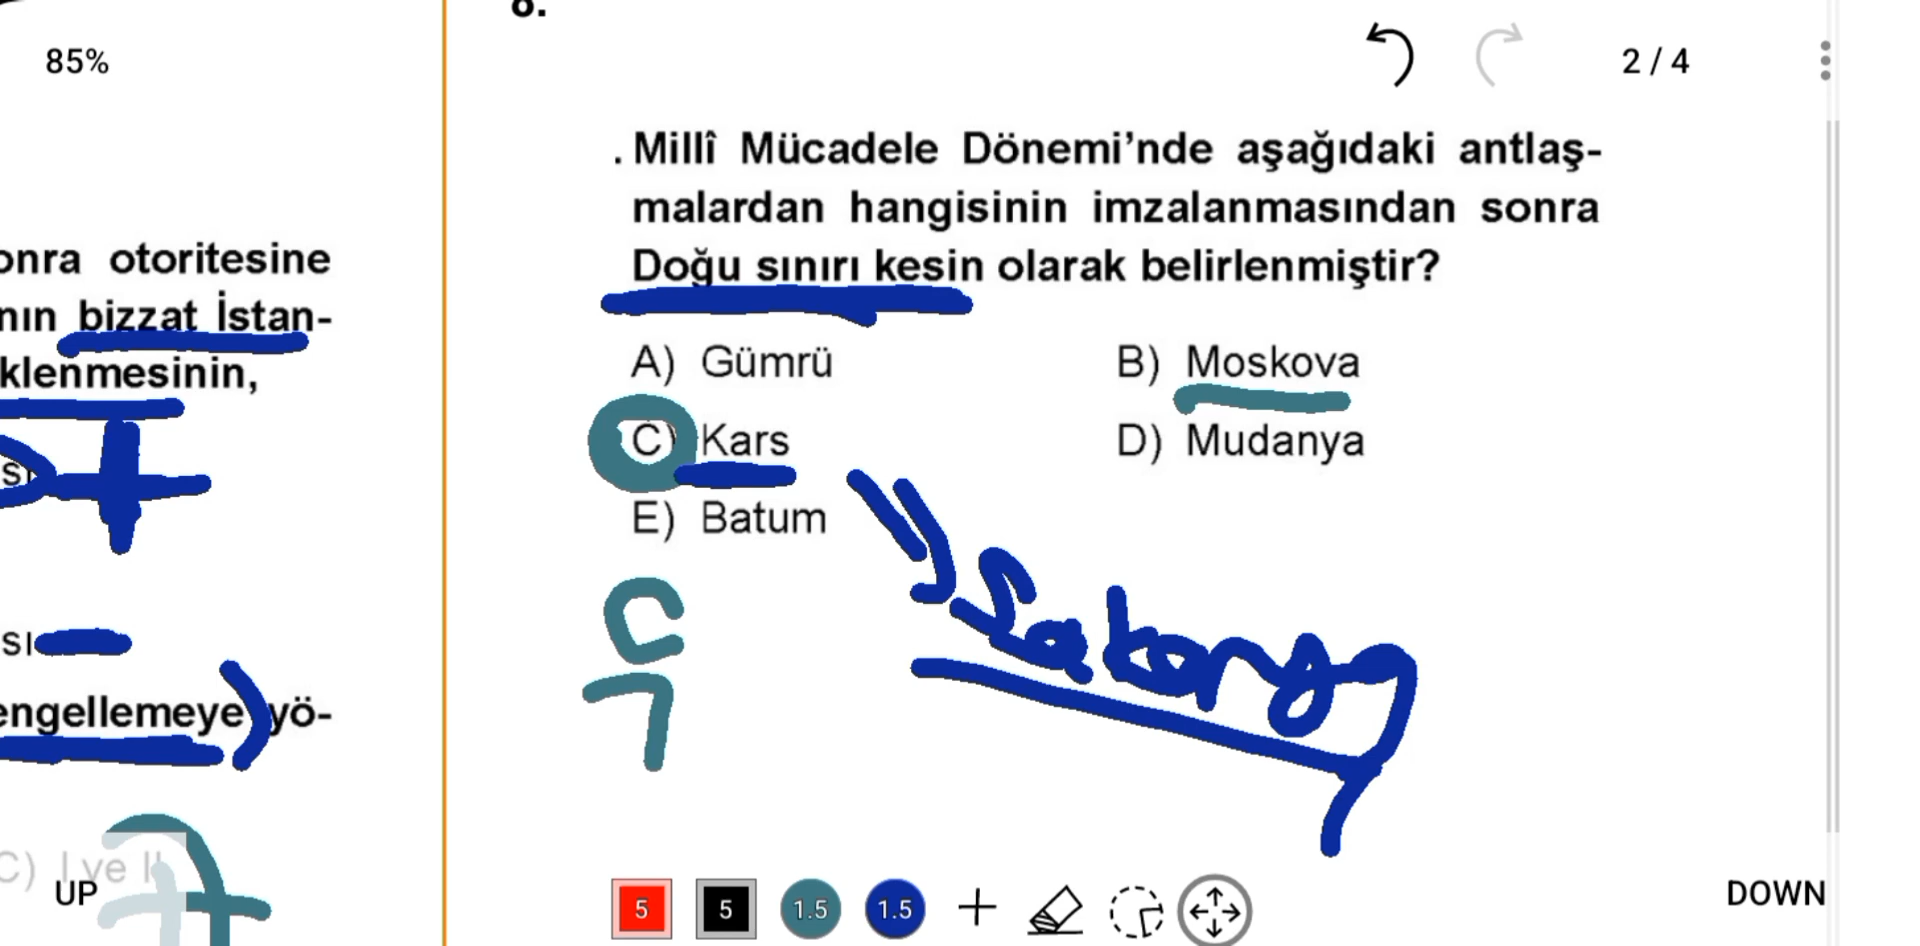 85%
2 / 4
onra otoritesine
nın bizzat İstan-
klenmesinin,
sı
engellemeye yö-
C) I ve II
UP
8.
. Millî Mücadele Dönemi'nde aşağıdaki antlaş-
malardan hangisinin imzalanmasından sonra
Doğu sınırı kesin olarak belirlenmiştir?
A) Gümrü
B) Moskova
C) Kars
D) Mudanya
E) Batum
5
5
1.5
1.5
DOWN